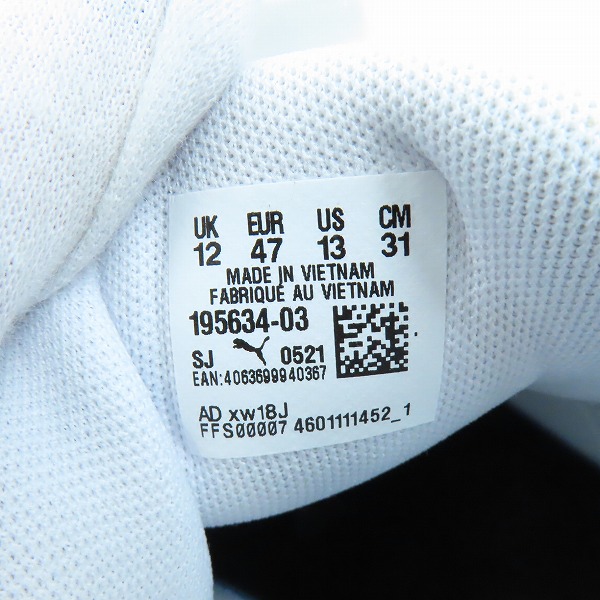 UK EUR US CM
12 47 13 31
MADE IN VIETNAM
FABRIQUÉ AU VIETNAM
195634-03
SJ 0521
EAN:4063699940367
AD xw18J
FFS00007 4601111452_1